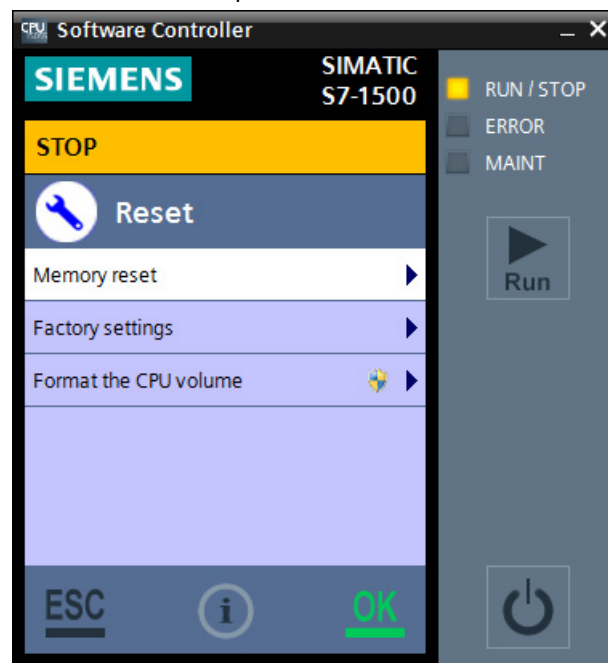 CPU
Software Controller
SIEMENS
SIMATIC
S7-1500
RUN / STOP
ERROR
MAINT
STOP
Reset
Memory reset
Factory settings
Format the CPU volume
Run
ESC
i
OK